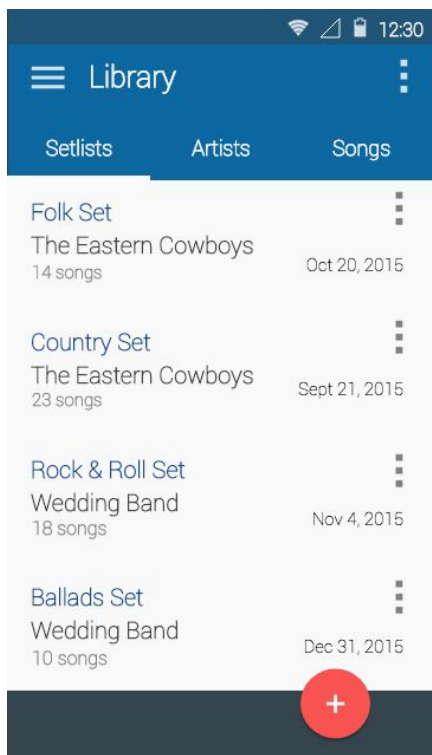 12:30
Library
Setlists Artists Songs
Folk Set
The Eastern Cowboys
14 songs
Oct 20, 2015
Country Set
The Eastern Cowboys
23 songs
Sept 21, 2015
Rock & Roll Set
Wedding Band
18 songs
Nov 4, 2015
Ballads Set
Wedding Band
10 songs
Dec 31, 2015
+